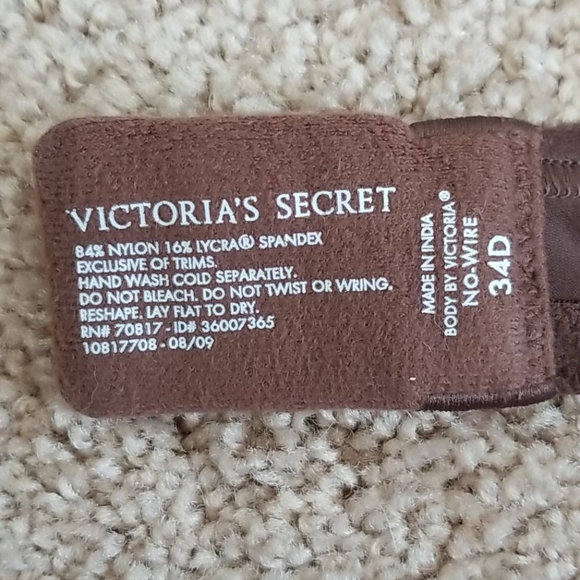 VICTORIA'S SECRET
84% NYLON 16% LYCRA® SPANDEX
EXCLUSIVE OF TRIMS.
HAND WASH COLD SEPARATELY.
DO NOT BLEACH. DO NOT TWIST OR WRING.
RESHAPE. LAY FLAT TO DRY.
RN# 70817 - ID# 36007365
10817708 - 08/09
MADE IN INDIA
BODY BY VICTORIA®
NO-WIRE
34D